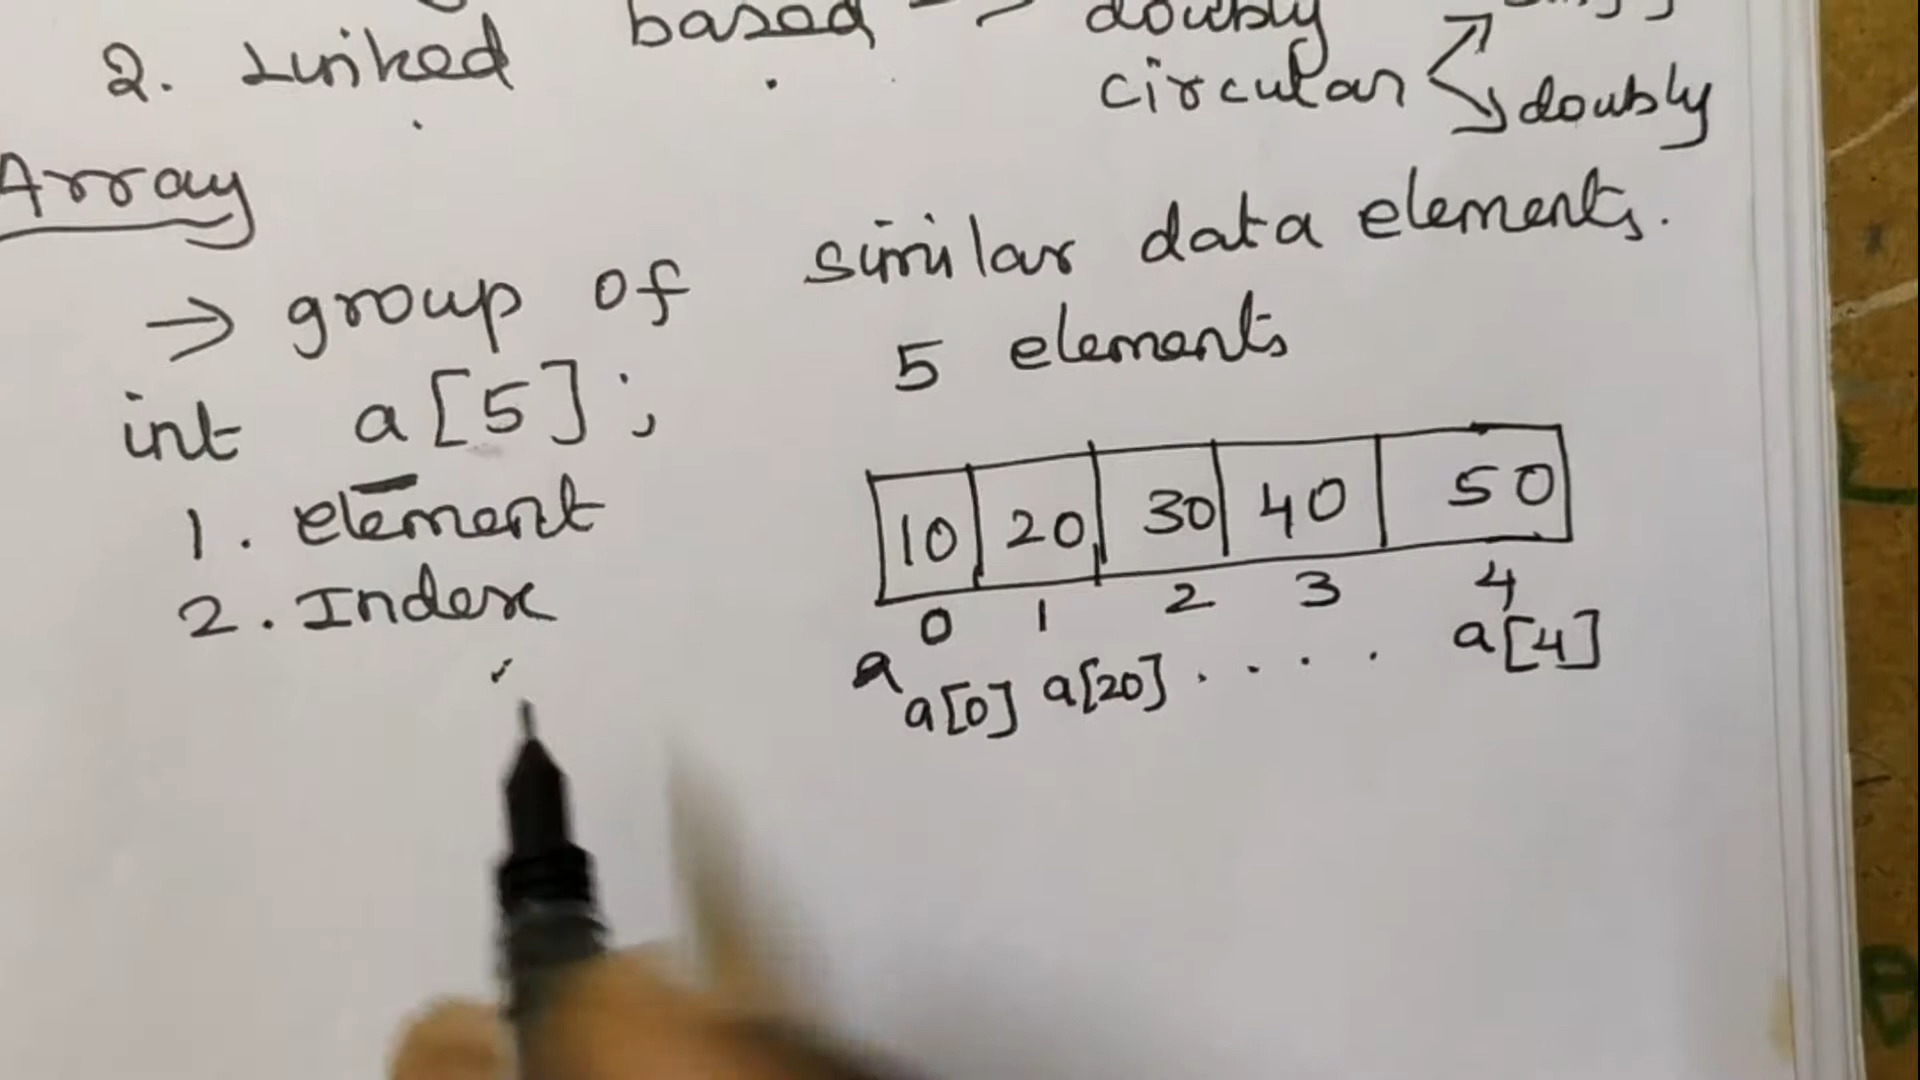 2. Linked based → doubly
circular doubly
Array
→ group of similar data elements.
int a[5]; 5 elements
1. element
2. Index
10 20 30 40 50
0 1 2 3 4
a a[0] a[20] . . . . a[4]